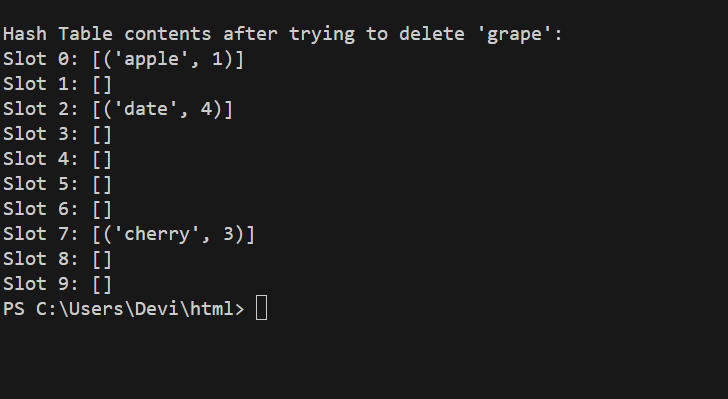 Hash Table contents after trying to delete 'grape':
Slot 0: [('apple', 1)]
Slot 1: []
Slot 2: [('date', 4)]
Slot 3: []
Slot 4: []
Slot 5: []
Slot 6: []
Slot 7: [('cherry', 3)]
Slot 8: []
Slot 9: []
PS C:\Users\Devi\html>